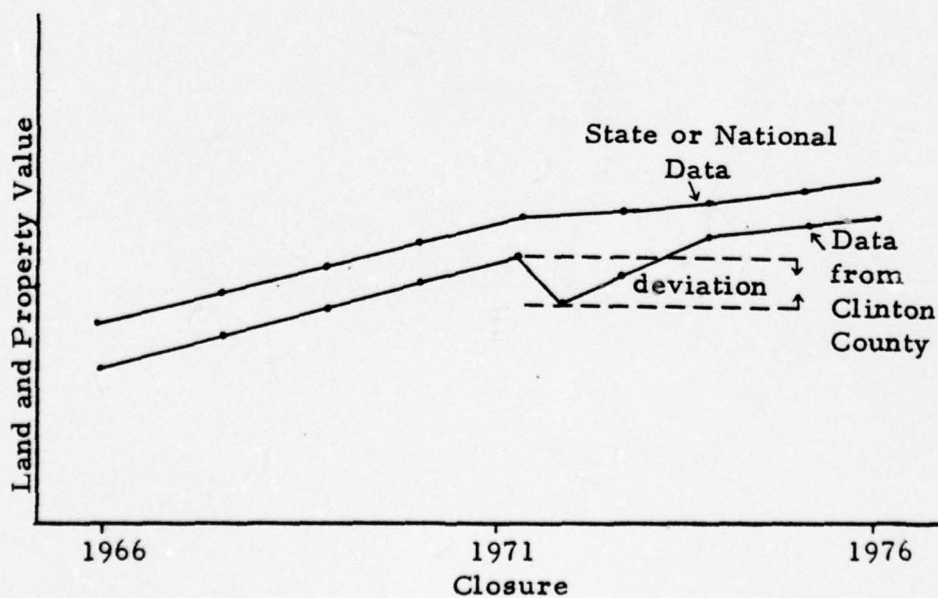 Land and Property Value
State or National
Data
deviation
Data
from
Clinton
County
1966
1971
1976
Closure